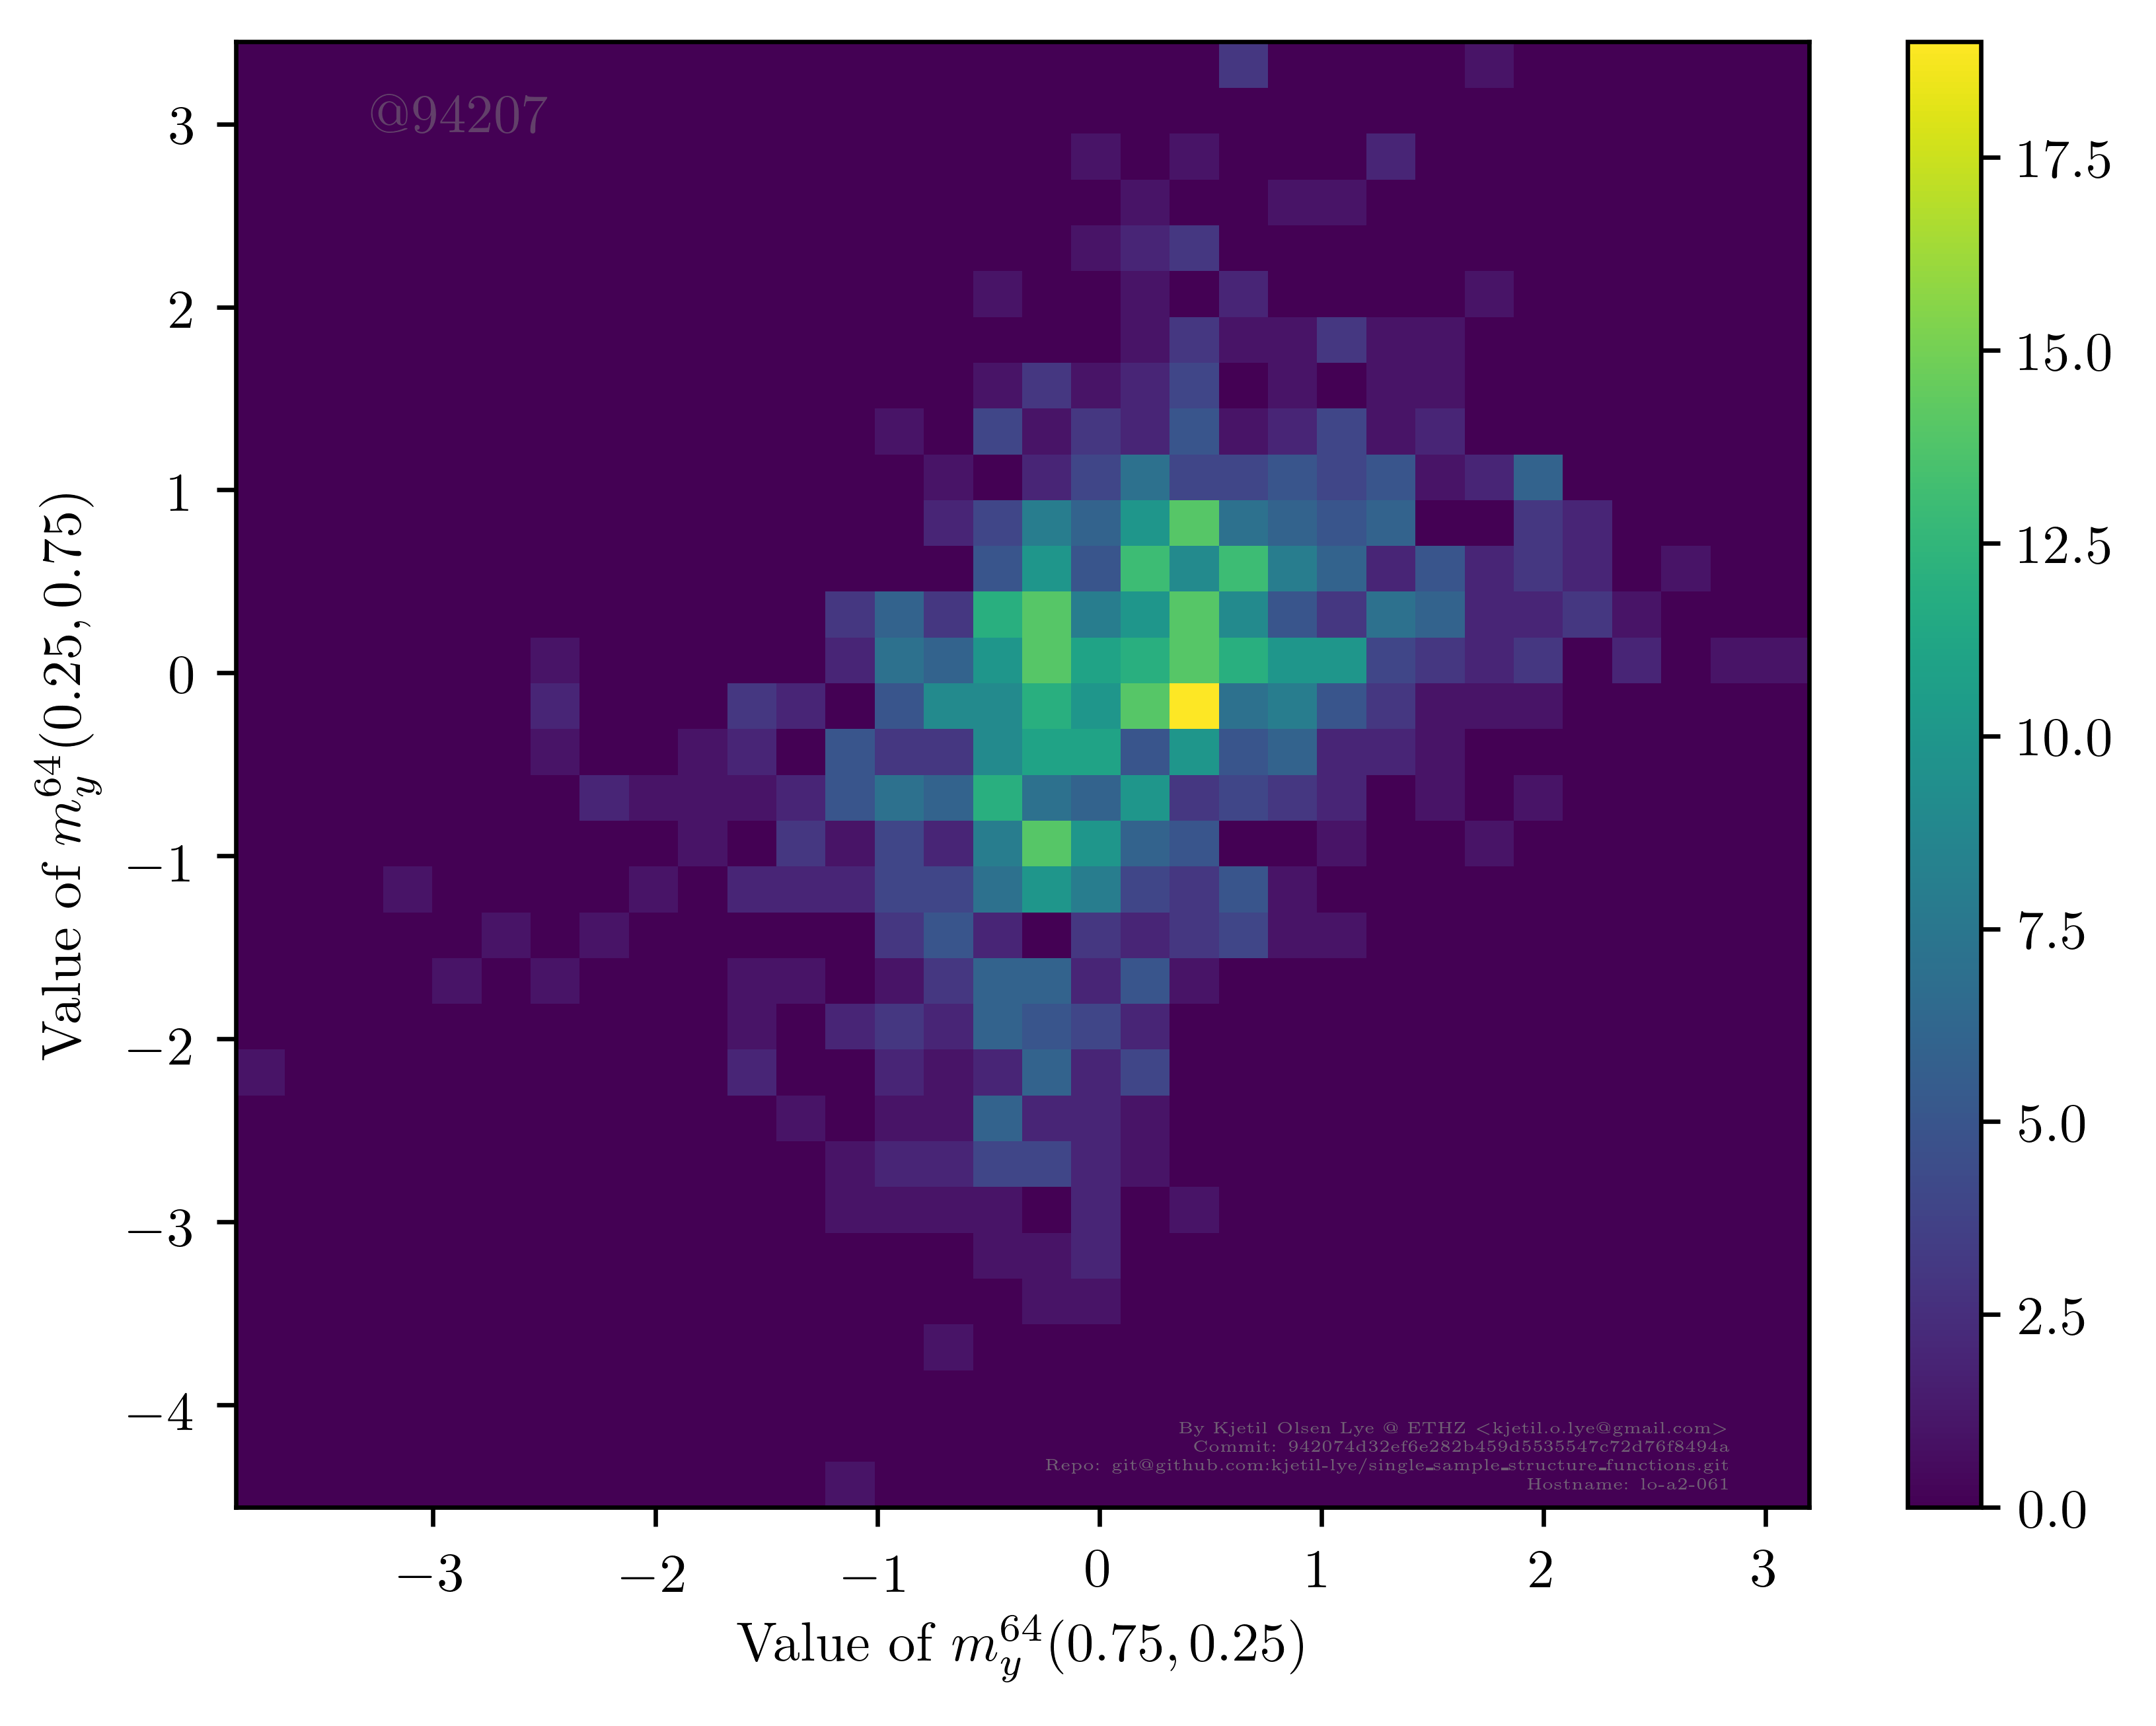 @94207
3
2
1
0
−1
−2
−3
−4
Value of $m_y^{64}(0.25, 0.75)$
17.5
15.0
12.5
10.0
7.5
5.0
2.5
0.0
By Kjetil Olsen Lye @ ETHZ <kjetil.o.lye@gmail.com>
Commit: 942074d32ef6e282b459d5535547c72d76f8494a
Repo: git@github.com:kjetil-lye/single_sample_structure_functions.git
Hostname: lo-a2-061
−3 −2 −1 0 1 2 3
Value of $m_y^{64}(0.75, 0.25)$